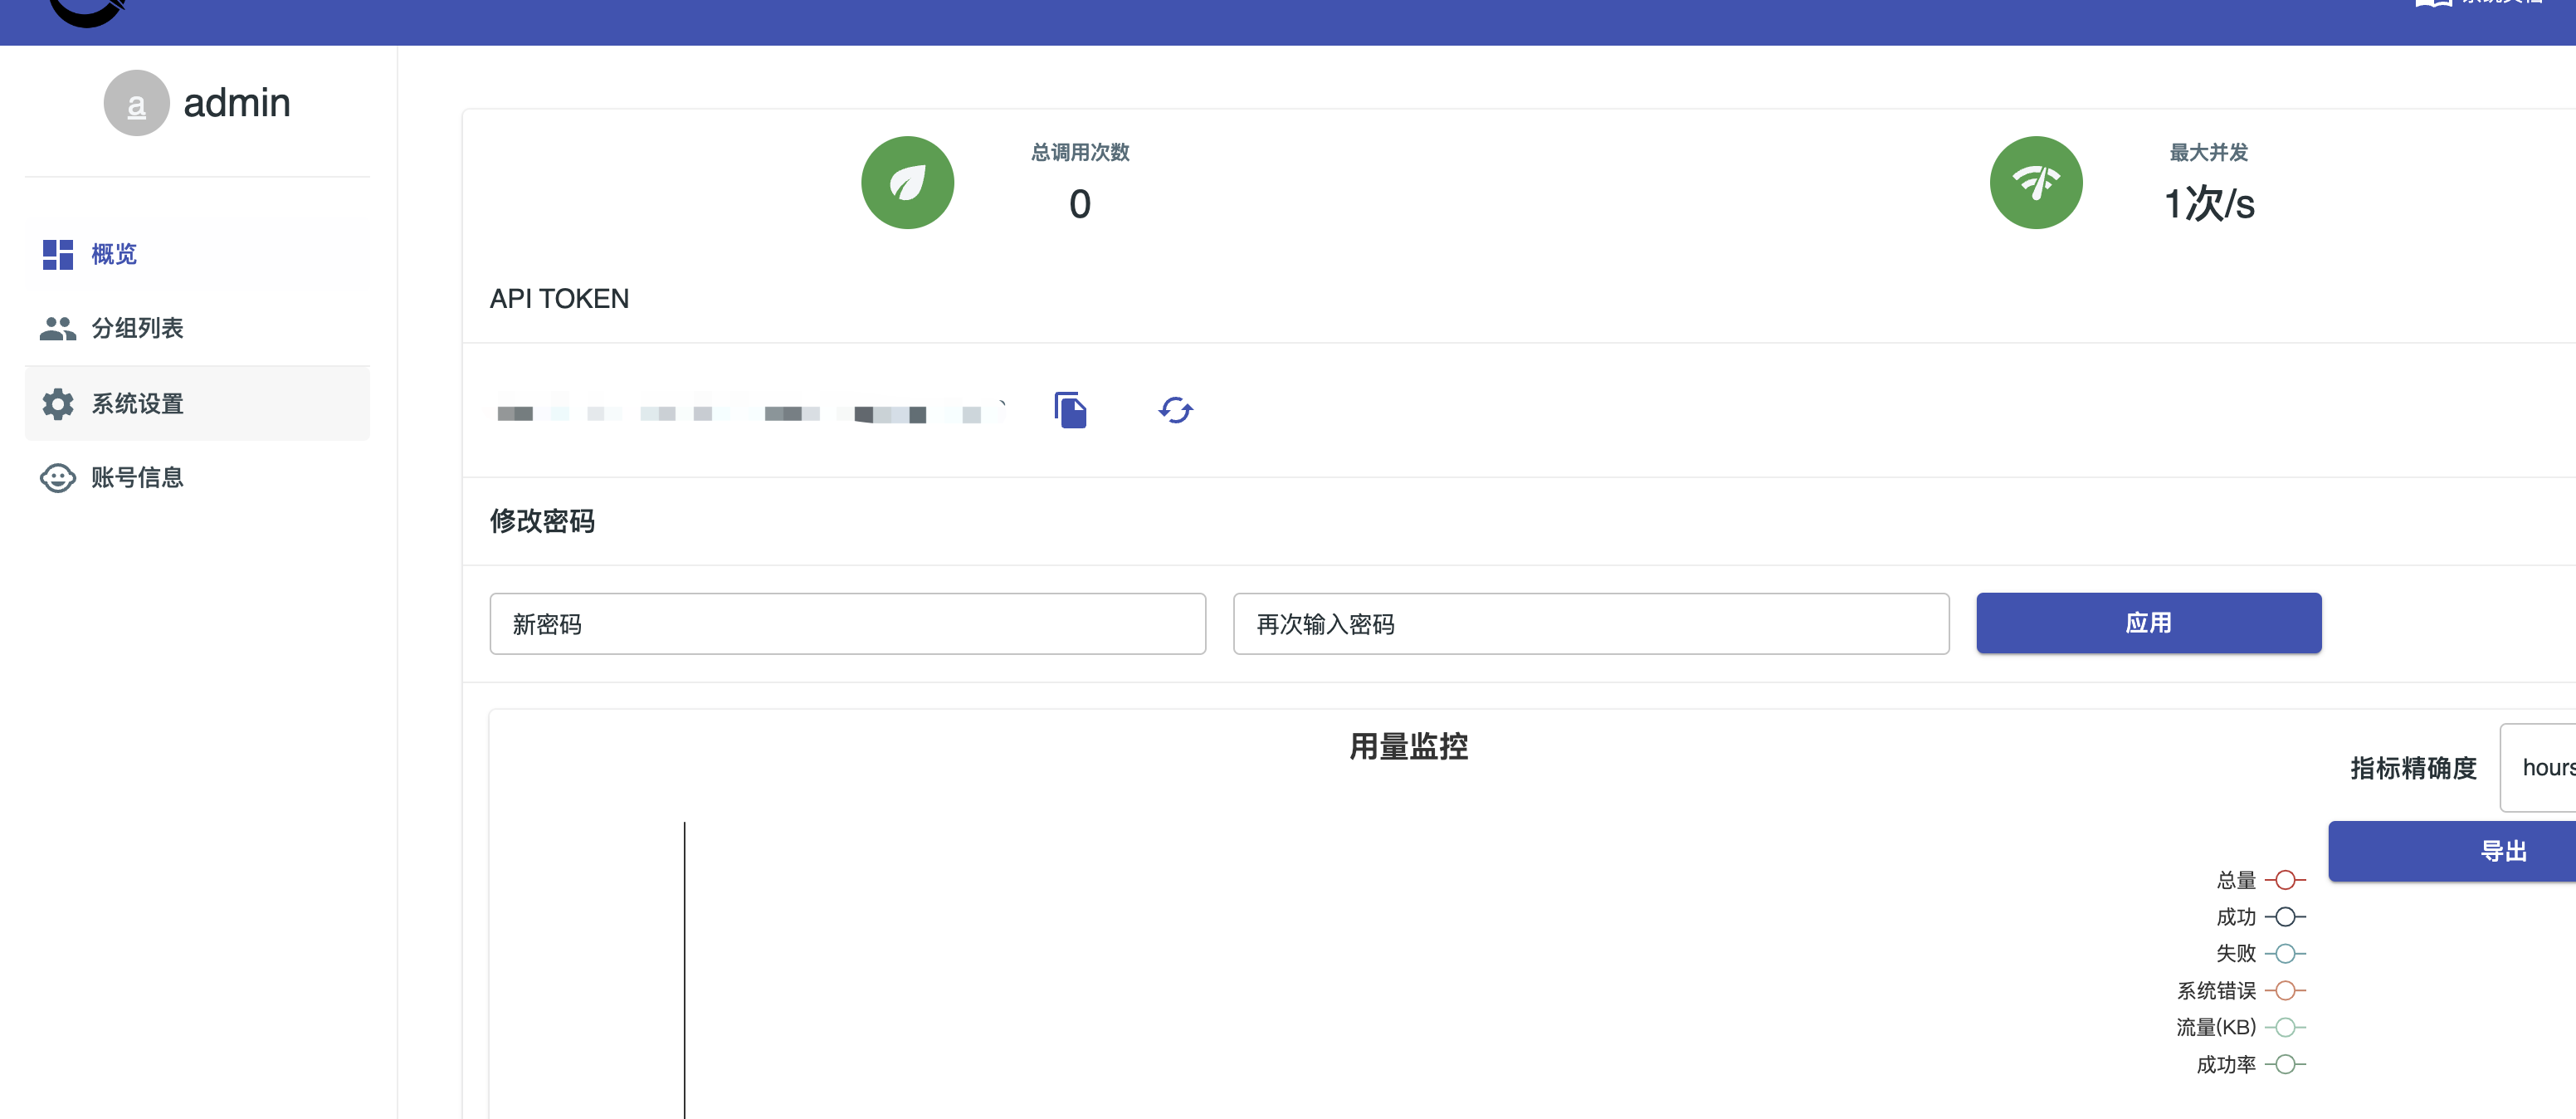 a admin
概览
分组列表
系统设置
账号信息
总调用次数
0
最大并发
1次/s
API TOKEN
修改密码
新密码
再次输入密码
应用
用量监控
指标精确度
hours
导出
总量
成功
失败
系统错误
流量(KB)
成功率